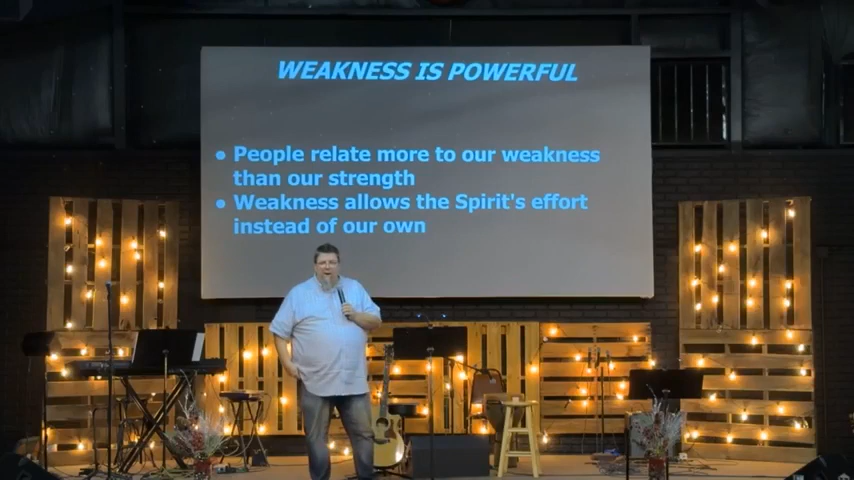 WEAKNESS IS POWERFUL
● People relate more to our weakness
than our strength
● Weakness allows the Spirit's effort
instead of our own